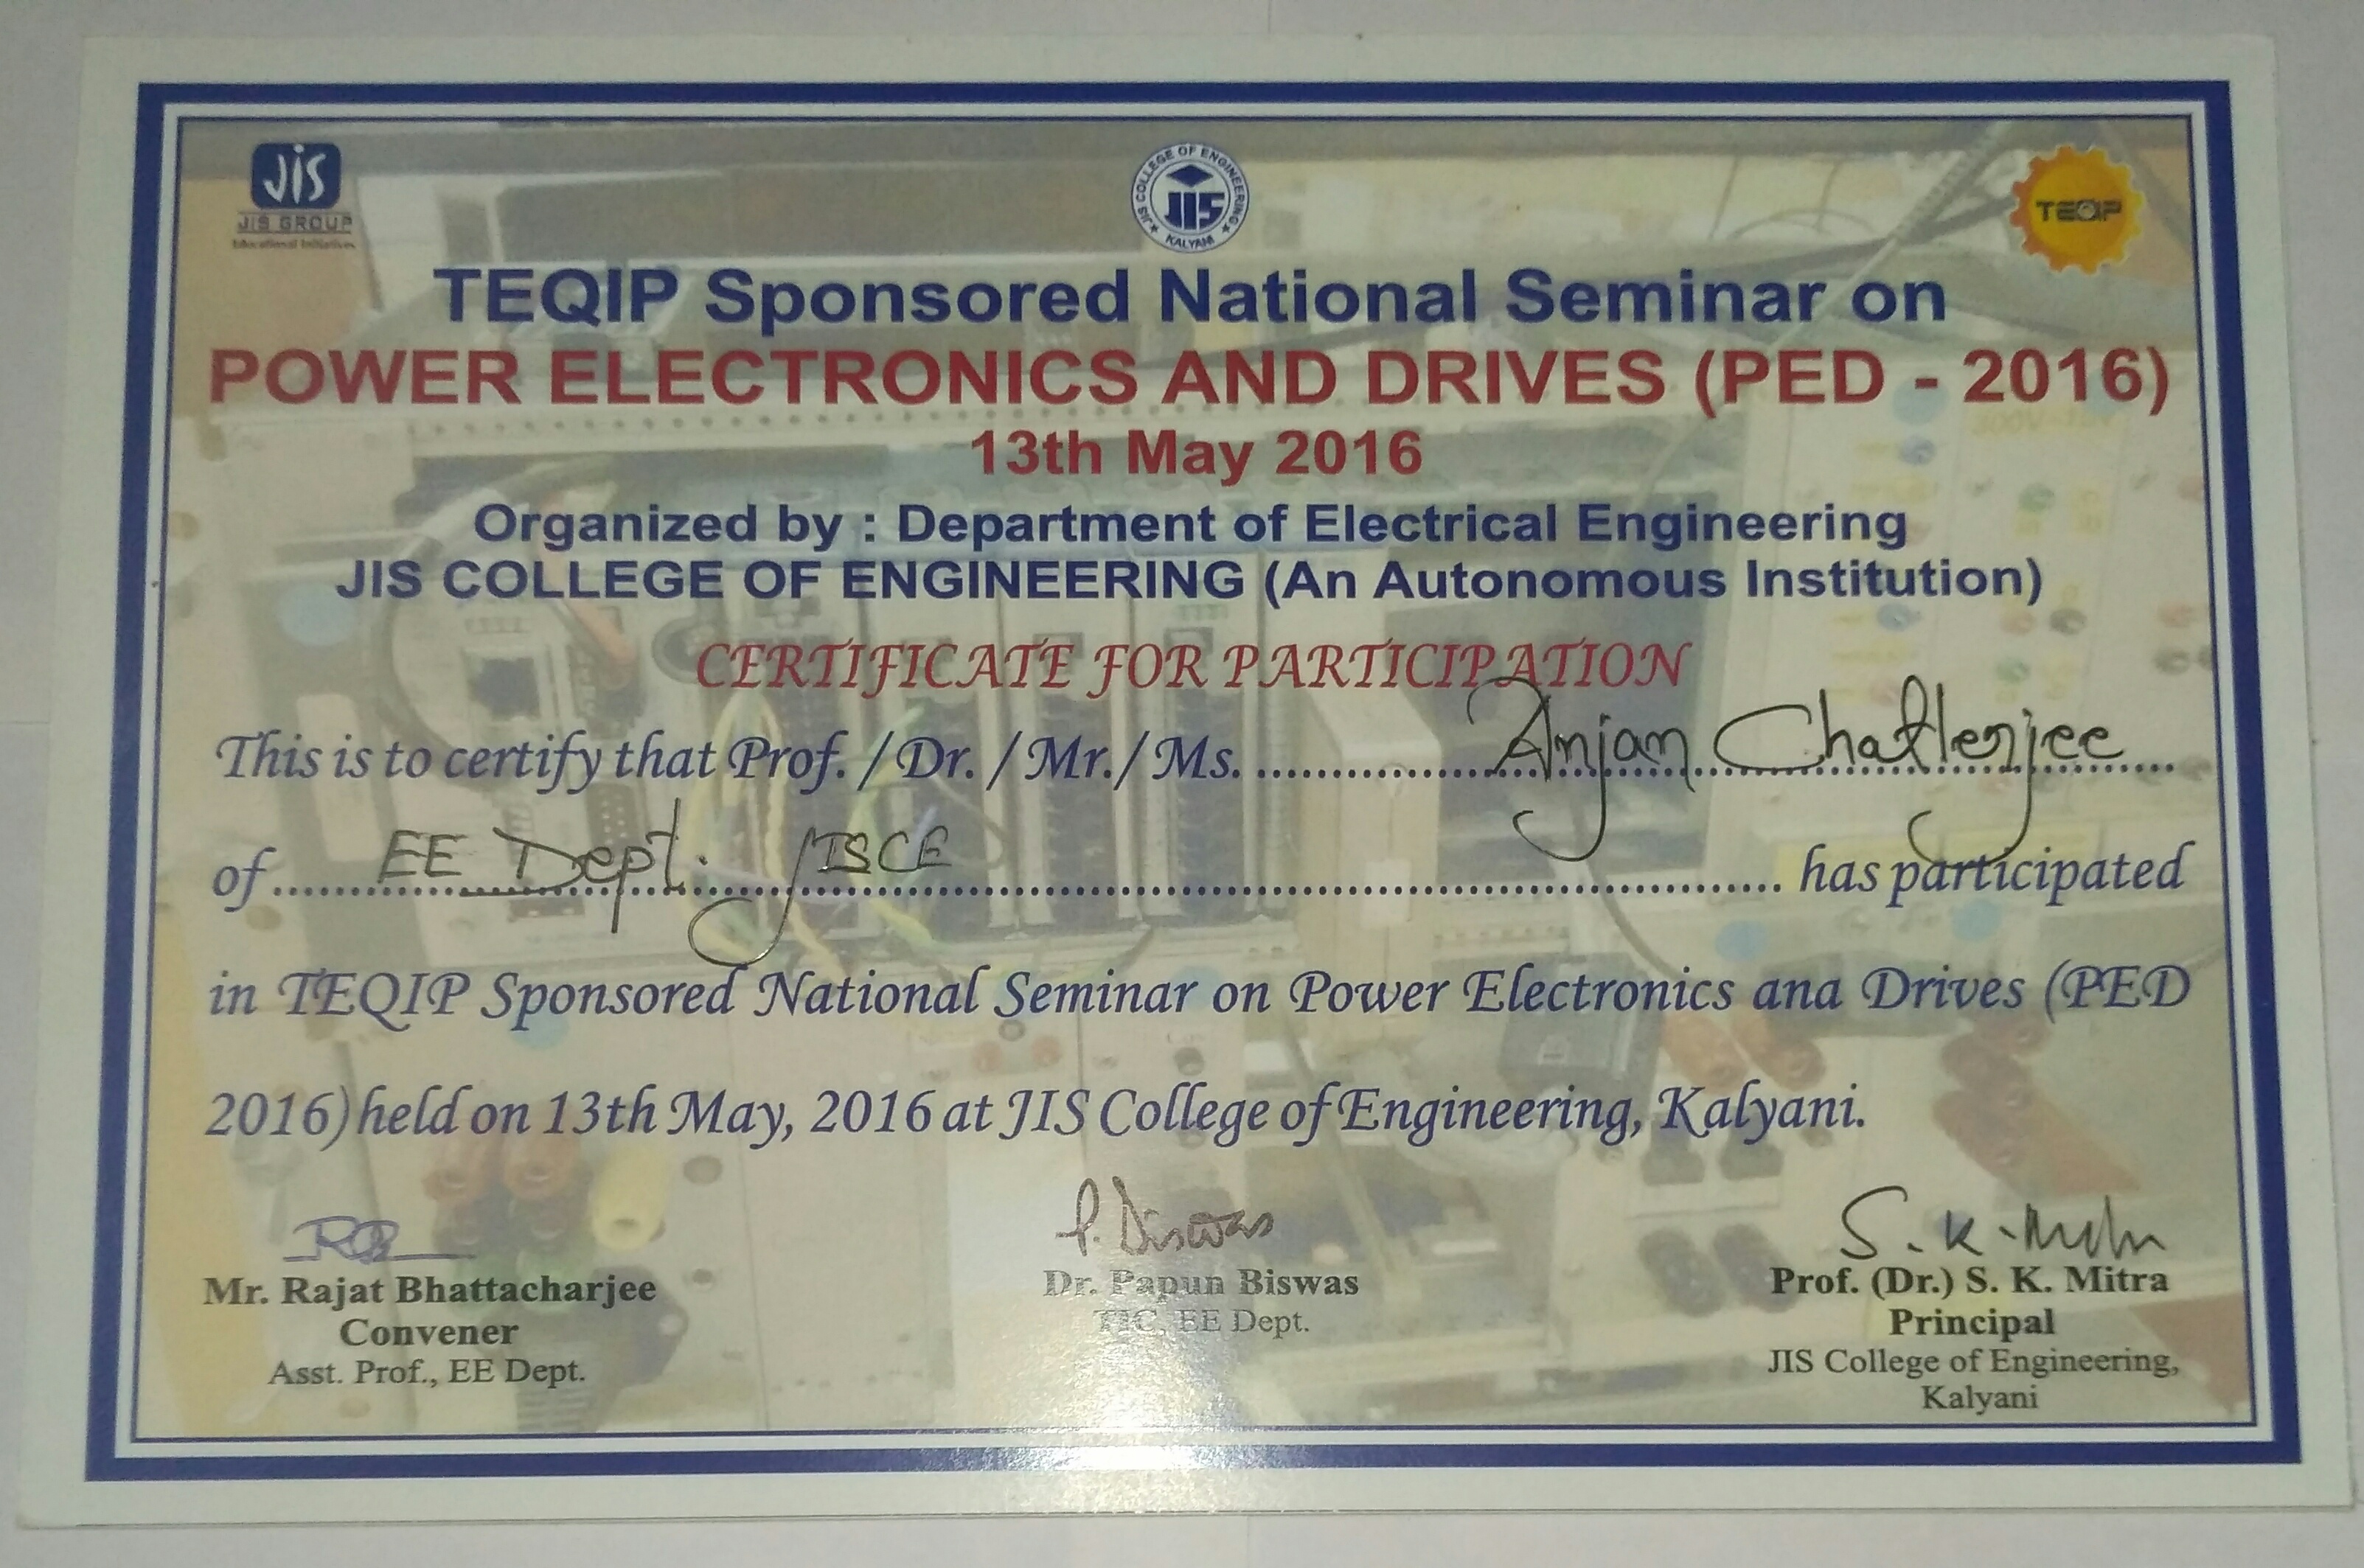 JIS
JIS GROUP
Educational Initiatives
JIS COLLEGE OF ENGINEERING
JIS
KALYANI
TEQIP
TEQIP Sponsored National Seminar on
POWER ELECTRONICS AND DRIVES (PED - 2016)
13th May 2016
Organized by : Department of Electrical Engineering
JIS COLLEGE OF ENGINEERING (An Autonomous Institution)
CERTIFICATE FOR PARTICIPATION
This is to certify that Prof. / Dr. / Mr./ Ms. Anjan Chatterjee
of EE Dept. JISCE has participated
in TEQIP Sponsored National Seminar on Power Electronics and Drives (PED
2016) held on 13th May, 2016 at JIS College of Engineering, Kalyani.
P. Biswas
S. K. Mitra
Mr. Rajat Bhattacharjee
Convener
Asst. Prof., EE Dept.
Dr. Papun Biswas
TIC, EE Dept.
Prof. (Dr.) S. K. Mitra
Principal
JIS College of Engineering,
Kalyani